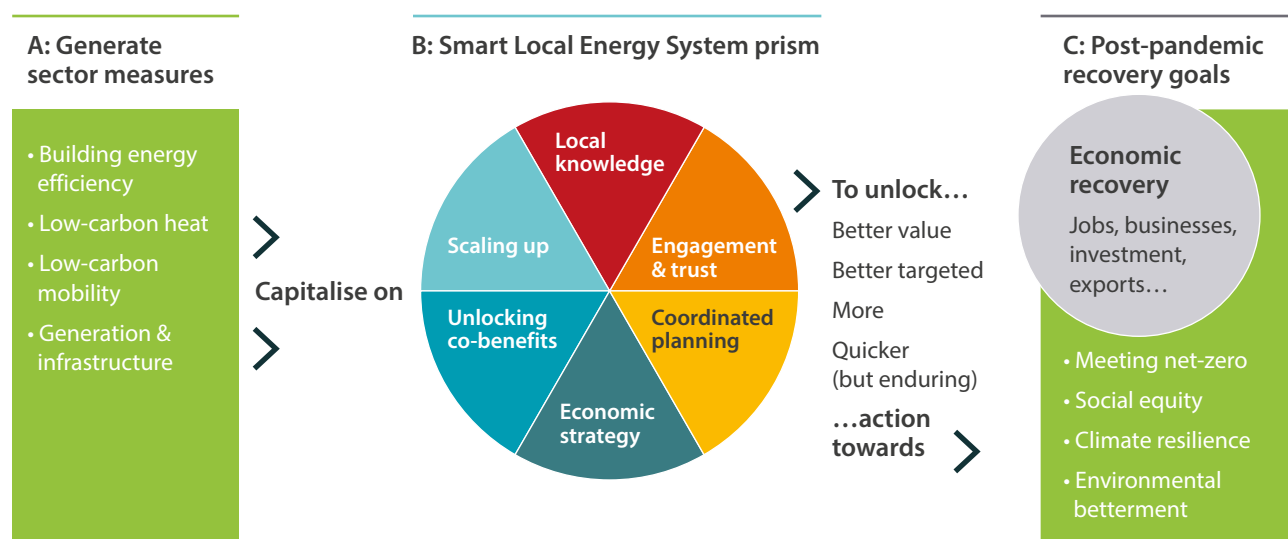 A: Generate
sector measures
• Building energy
efficiency
• Low-carbon heat
• Low-carbon
mobility
• Generation &
infrastructure
Capitalise on
B: Smart Local Energy System prism
Local
knowledge
Engagement
& trust
Coordinated
planning
Economic
strategy
Unlocking
co-benefits
Scaling up
To unlock…
Better value
Better targeted
More
Quicker
(but enduring)
…action
towards
C: Post-pandemic
recovery goals
Economic
recovery
Jobs, businesses,
investment,
exports…
• Meeting net-zero
• Social equity
• Climate resilience
• Environmental
betterment